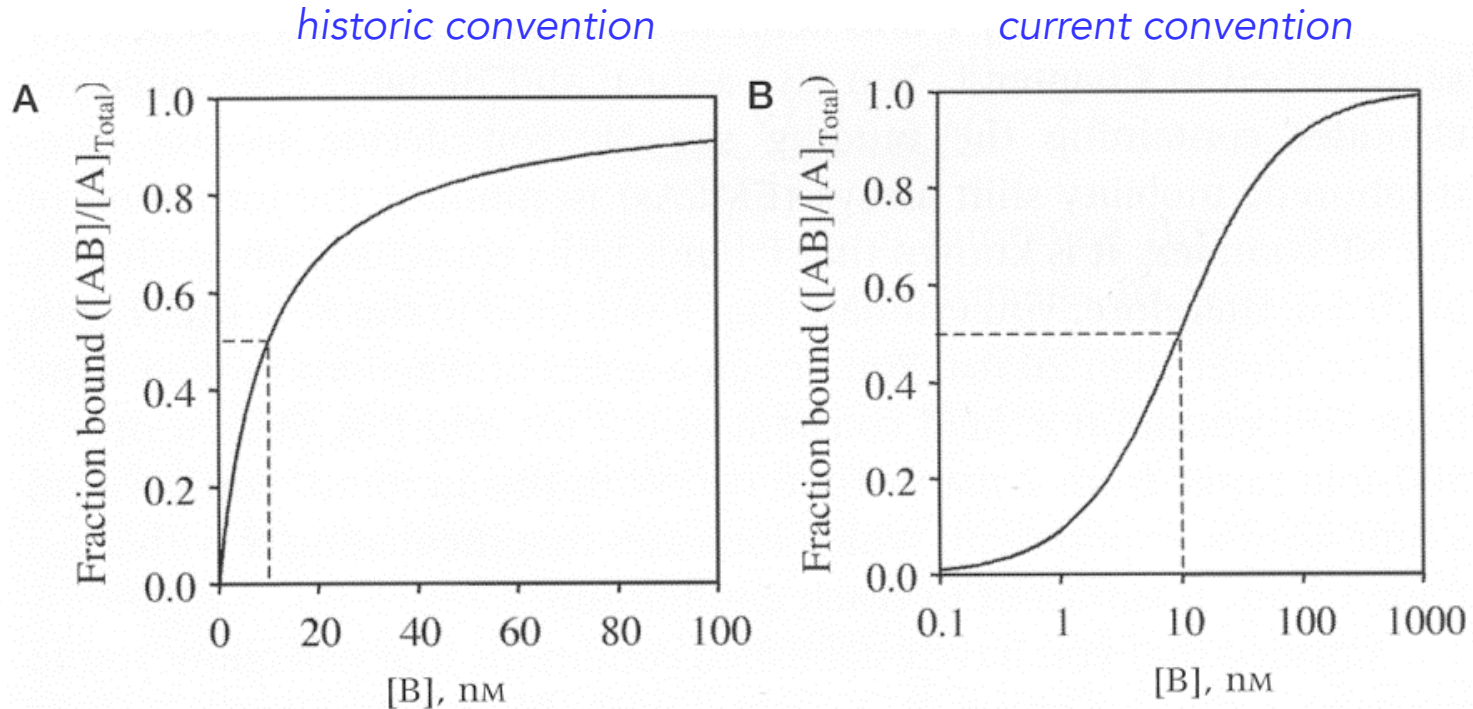 historic convention
current convention
A
Fraction bound ([AB]/[A]Total)
1.0
0.8
0.6
0.4
0.2
0.0
0
20
40
60
80
100
[B], nM
B
Fraction bound ([AB]/[A]Total)
1.0
0.8
0.6
0.4
0.2
0.0
0.1
1
10
100
1000
[B], nM